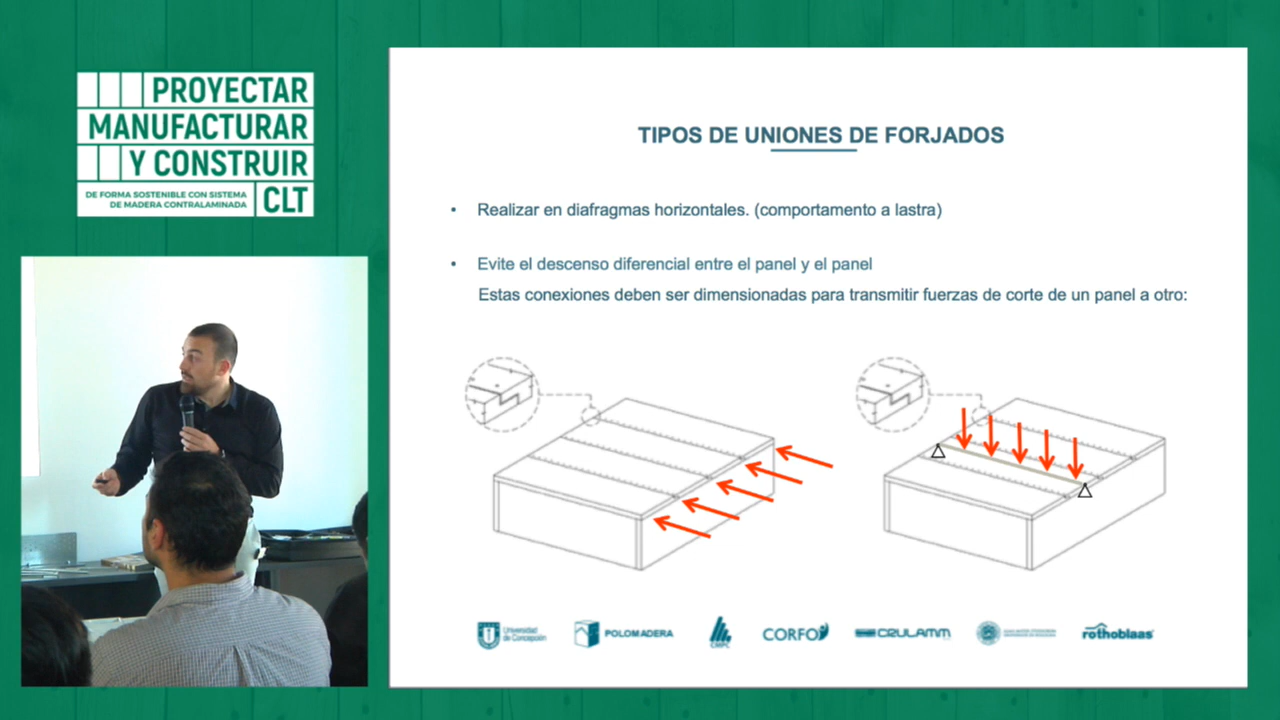 PROYECTAR
MANUFACTURAR
Y CONSTRUIR
DE FORMA SOSTENIBLE CON SISTEMA
DE MADERA CONTRALAMINADA
CLT
TIPOS DE UNIONES DE FORJADOS
• Realizar en diafragmas horizontales. (comportamento a lastra)
• Evite el descenso diferencial entre el panel y el panel
Estas conexiones deben ser dimensionadas para transmitir fuerzas de corte de un panel a otro:
Universidad
de Concepción
POLOMADERA
CMPC
CORFO
CRULAMM
rothoblaas